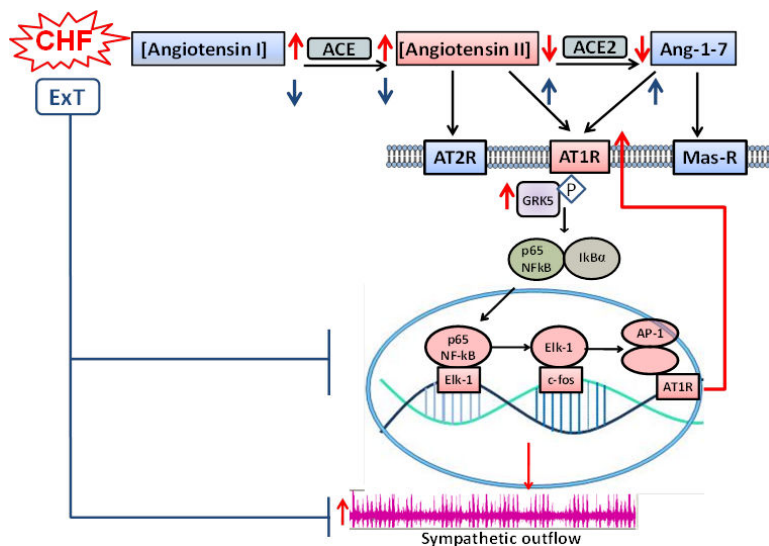 CHF
[Angiotensin I]
ACE
[Angiotensin II]
ACE2
Ang-1-7
ExT
AT2R
AT1R
Mas-R
P
GRK5
p65
NFkB
IkBα
p65
NF-kB
Elk-1
AP-1
Elk-1
c-fos
AT1R
Sympathetic outflow